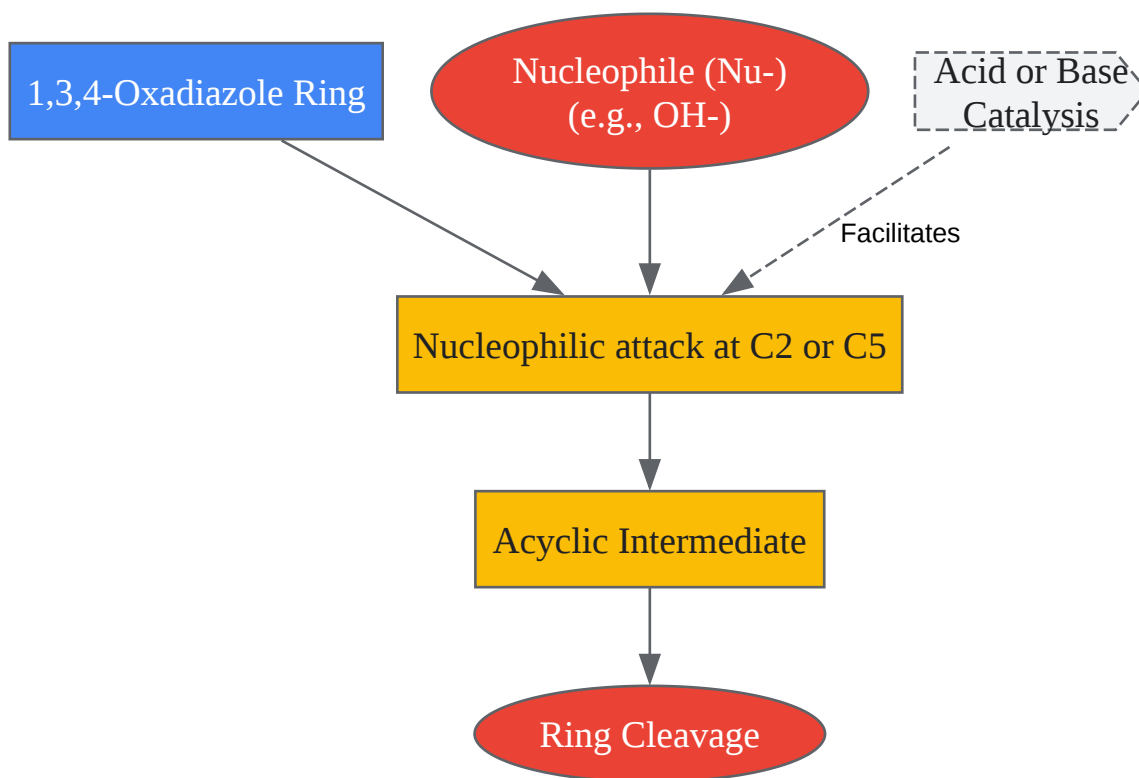 1,3,4-Oxadiazole Ring
Nucleophile (Nu-)
(e.g., OH-)
Acid or Base
Catalysis
Facilitates
Nucleophilic attack at C2 or C5
Acyclic Intermediate
Ring Cleavage